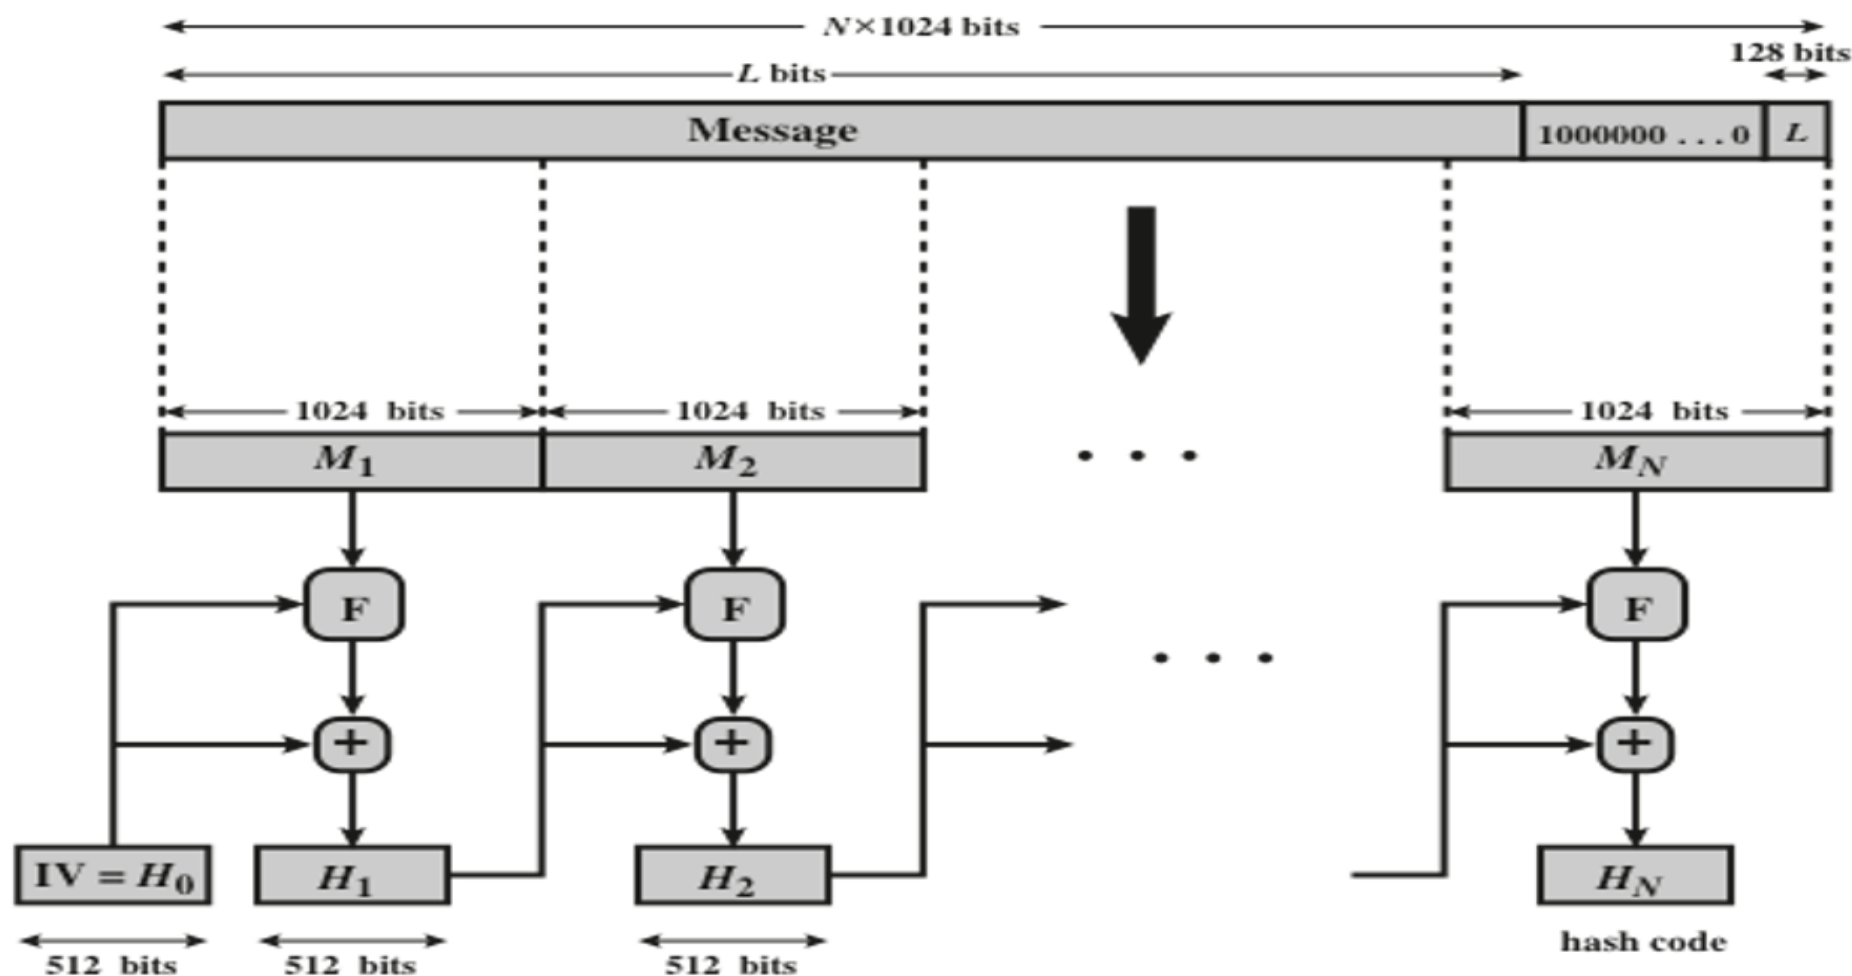 N×1024 bits
128 bits
L bits
Message
1000000 . . . 0
L
1024 bits
1024 bits
1024 bits
M1
M2
. . .
MN
F
F
F
. . .
+
+
+
IV = H0
H1
H2
HN
hash code
512 bits
512 bits
512 bits